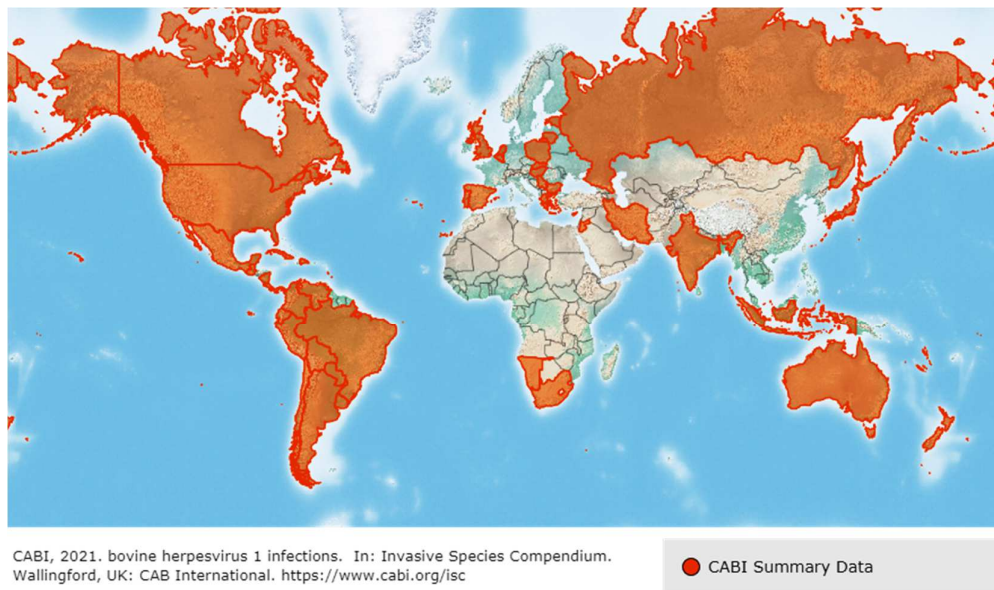 CABI, 2021. bovine herpesvirus 1 infections. In: Invasive Species Compendium.
Wallingford, UK: CAB International. https://www.cabi.org/isc
CABI Summary Data